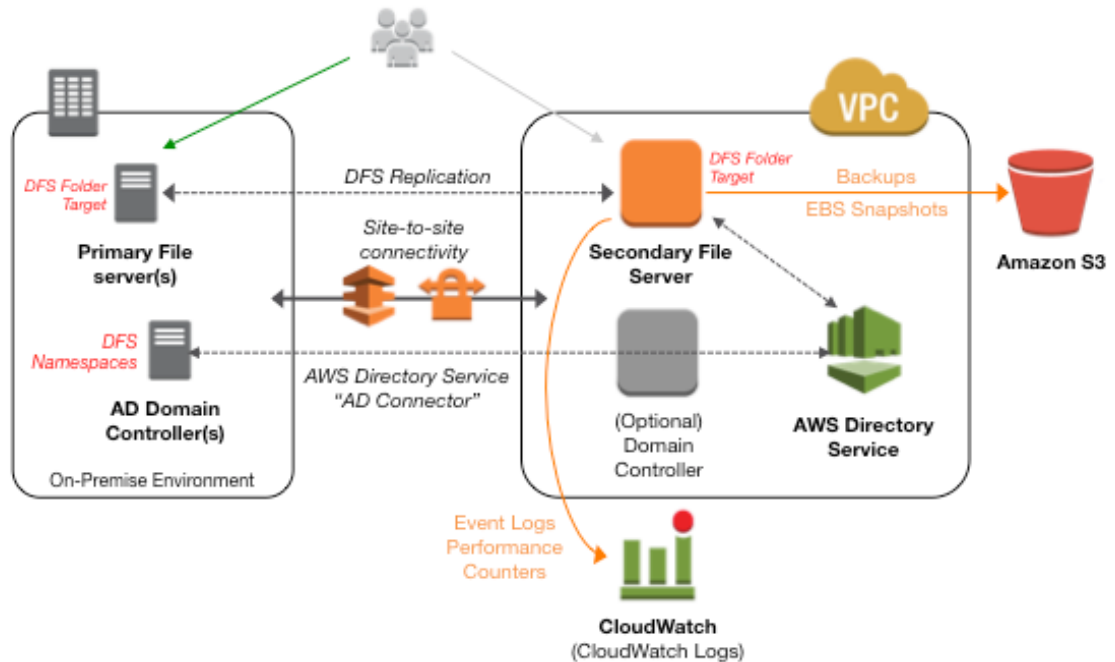 VPC
DFS Folder
Target
Primary File
server(s)
DFS Replication
Site-to-site
connectivity
DFS Folder
Target
Secondary File
Server
Backups
EBS Snapshots
Amazon S3
DFS
Namespaces
AD Domain
Controller(s)
On-Premise Environment
AWS Directory Service
“AD Connector”
(Optional)
Domain
Controller
AWS Directory
Service
Event Logs
Performance
Counters
CloudWatch
(CloudWatch Logs)